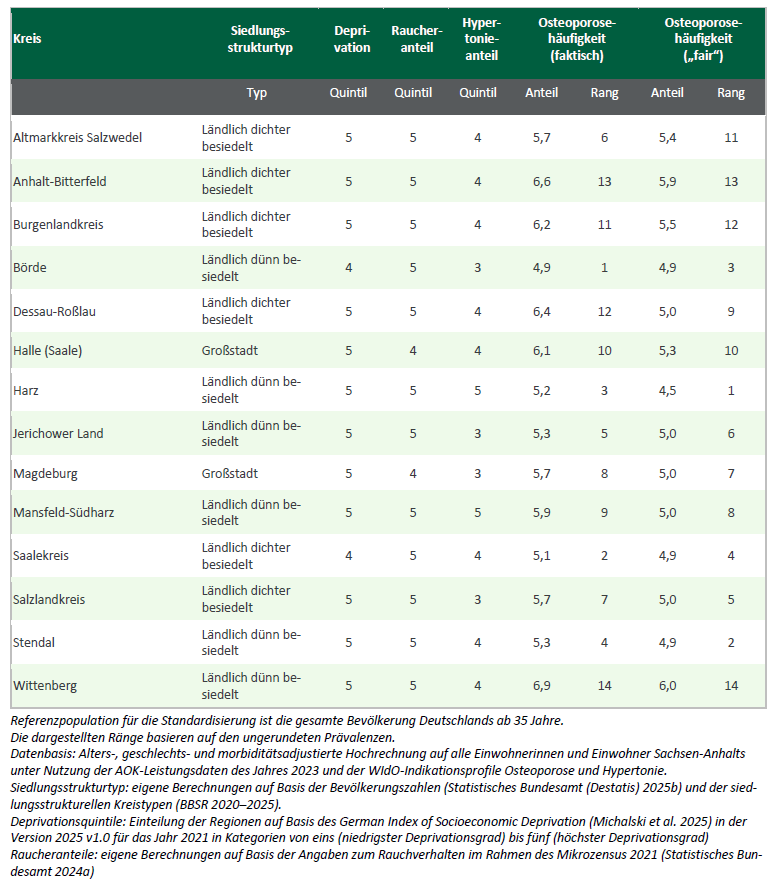 Kreis Siedlungs- Depri- Raucher- Hyper- Osteoporose- Osteoporose-
strukturtyp vation anteil tonie- häufigkeit häufigkeit
anteil (faktisch) („fair“)
Typ Quintil Quintil Quintil Anteil Rang Anteil Rang
Altmarkkreis Salzwedel Ländlich dichter 5 5 4 5,7 6 5,4 11
besiedelt
Anhalt-Bitterfeld Ländlich dichter 5 5 4 6,6 13 5,9 13
besiedelt
Burgenlandkreis Ländlich dichter 5 5 4 6,2 11 5,5 12
besiedelt
Börde Ländlich dünn be- 4 5 3 4,9 1 4,9 3
siedelt
Dessau-Roßlau Ländlich dichter 5 5 4 6,4 12 5,0 9
besiedelt
Halle (Saale) Großstadt 5 4 4 6,1 10 5,3 10
Harz Ländlich dünn be- 5 5 5 5,2 3 4,5 1
siedelt
Jerichower Land Ländlich dünn be- 5 5 3 5,3 5 5,0 6
siedelt
Magdeburg Großstadt 5 4 3 5,7 8 5,0 7
Mansfeld-Südharz Ländlich dünn be- 5 5 5 5,9 9 5,0 8
siedelt
Saalekreis Ländlich dichter 4 5 4 5,1 2 4,9 4
besiedelt
Salzlandkreis Ländlich dichter 5 5 3 5,7 7 5,0 5
besiedelt
Stendal Ländlich dünn be- 5 5 4 5,3 4 4,9 2
siedelt
Wittenberg Ländlich dünn be- 5 5 4 6,9 14 6,0 14
siedelt
Referenzpopulation für die Standardisierung ist die gesamte Bevölkerung Deutschlands ab 35 Jahre.
Die dargestellten Ränge basieren auf den ungerundeten Prävalenzen.
Datenbasis: Alters-, geschlechts- und morbiditätsadjustierte Hochrechnung auf alle Einwohnerinnen und Einwohner Sachsen-Anhalts
unter Nutzung der AOK-Leistungsdaten des Jahres 2023 und der WIdO-Indikationsprofile Osteoporose und Hypertonie.
Siedlungsstrukturtyp: eigene Berechnungen auf Basis der Bevölkerungszahlen (Statistisches Bundesamt (Destatis) 2025b) und der sied-
lungsstrukturellen Kreistypen (BBSR 2020–2025).
Deprivationsquintile: Einteilung der Regionen auf Basis des German Index of Socioeconomic Deprivation (Michalski et al. 2025) in der
Version 2025 v1.0 für das Jahr 2021 in Kategorien von eins (niedrigster Deprivationsgrad) bis fünf (höchster Deprivationsgrad)
Raucheranteile: eigene Berechnungen auf Basis der Angaben zum Rauchverhalten im Rahmen des Mikrozensus 2021 (Statistisches Bun-
desamt 2024a)